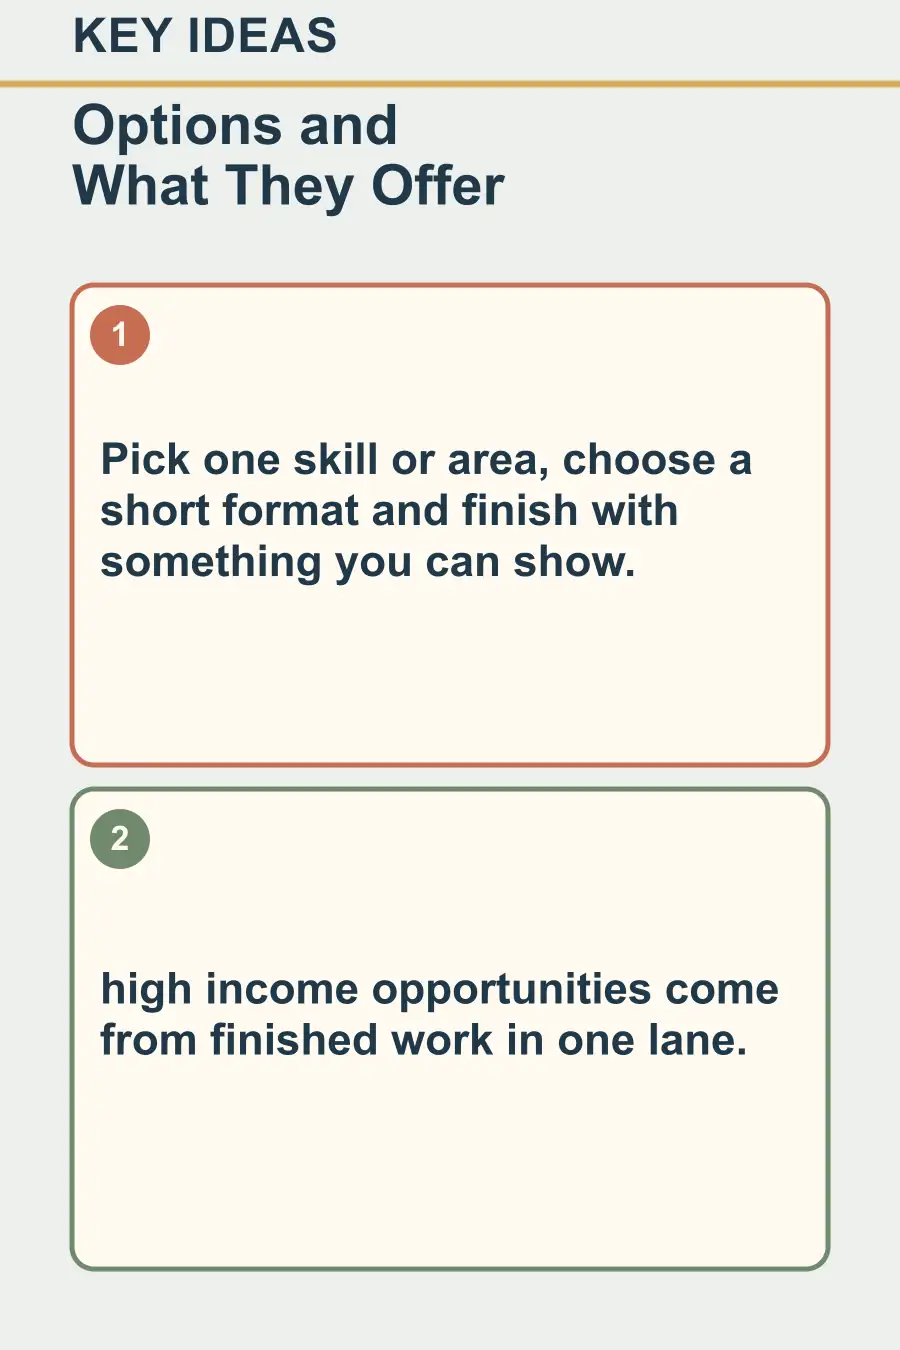 KEY IDEAS
Options and
What They Offer
1
Pick one skill or area, choose a
short format and finish with
something you can show.
2
high income opportunities come
from finished work in one lane.